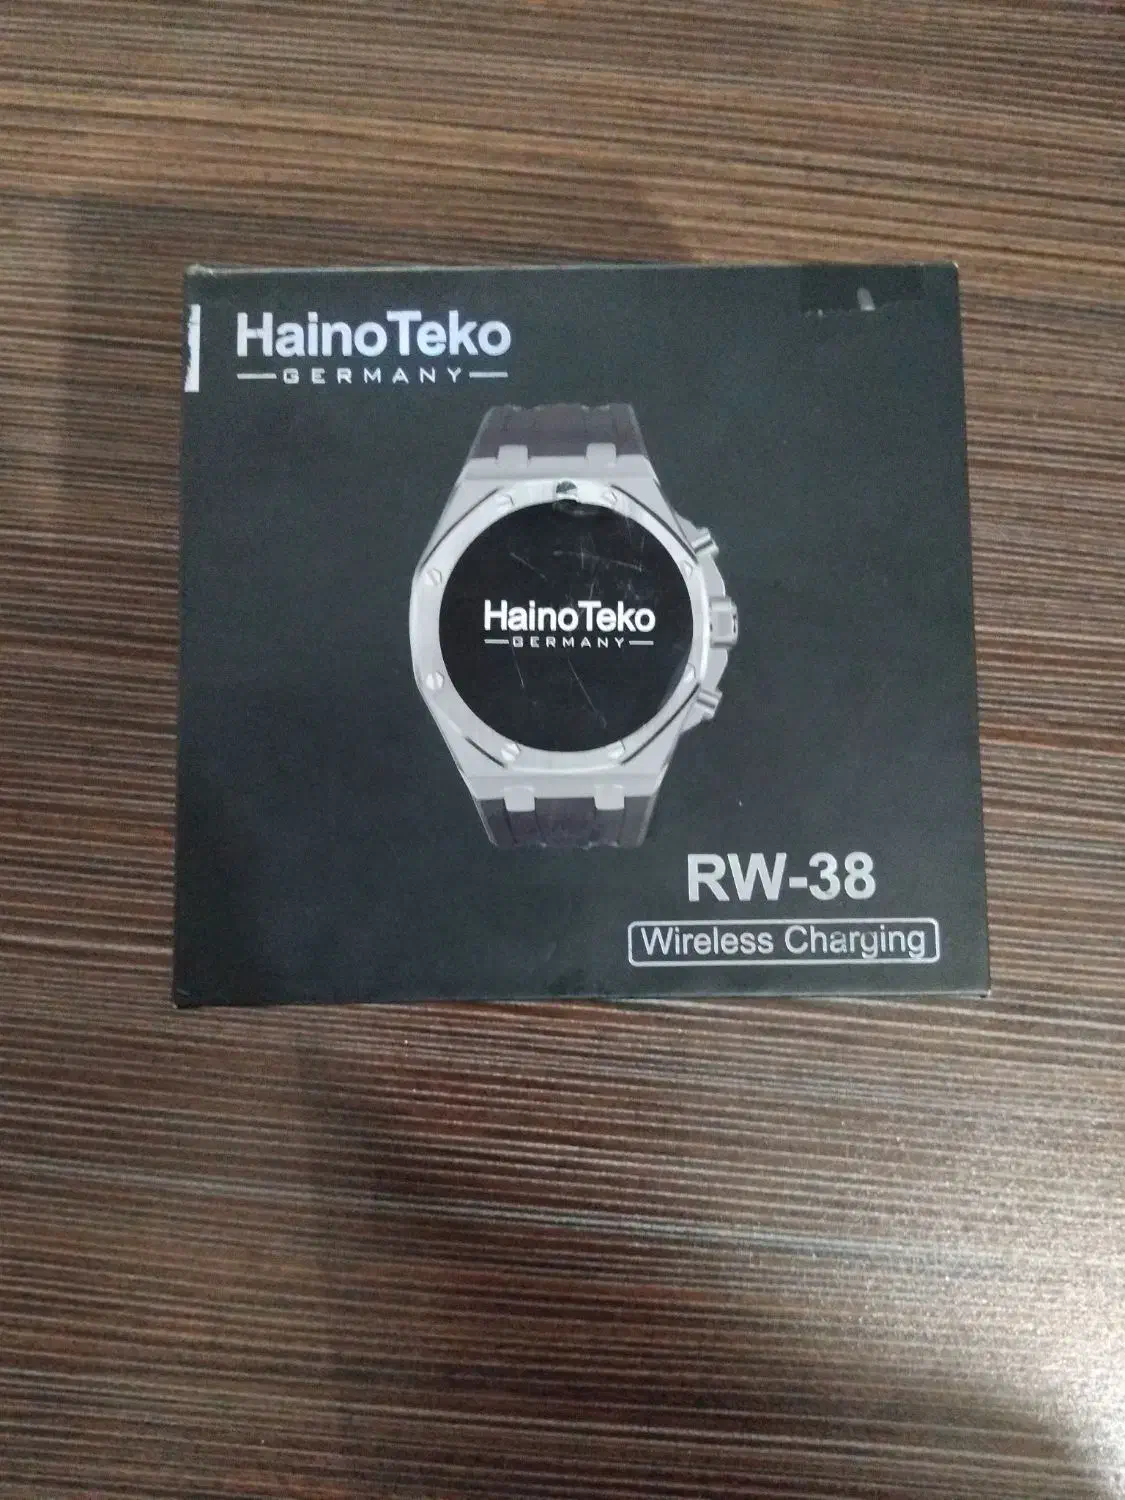 HainoTeko
GERMANY
HainoTeko
GERMANY
RW-38
Wireless Charging